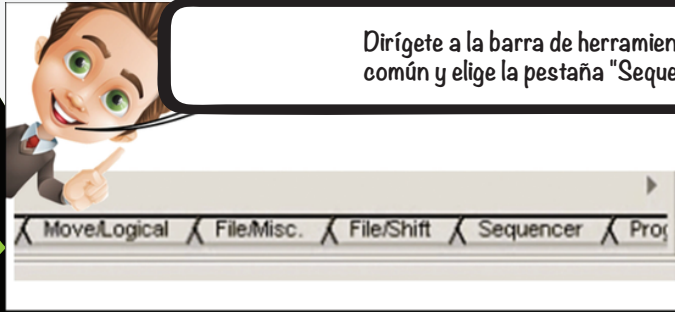 Dirígete a la barra de
común y elige la pestaña
Move/Logical File/Misc. File/Shift Sequencer